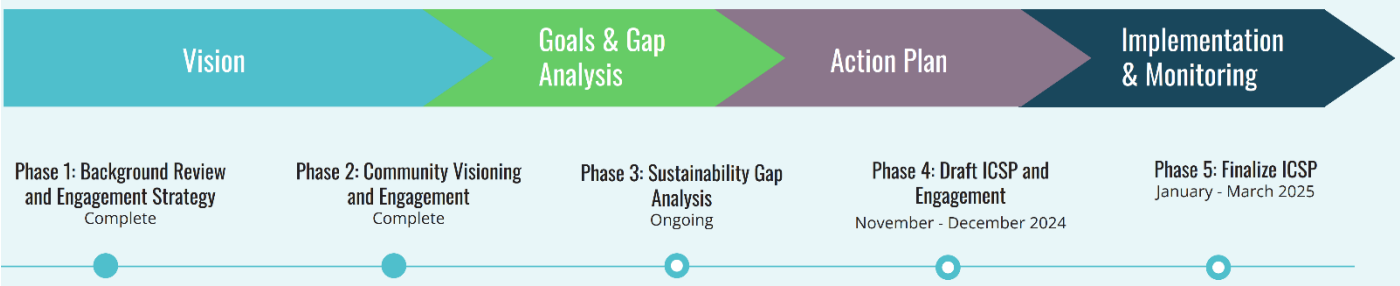 Vision
Goals & Gap
Analysis
Action Plan
Implementation
& Monitoring
Phase 1: Background Review
and Engagement Strategy
Complete
Phase 2: Community Visioning
and Engagement
Complete
Phase 3: Sustainability Gap
Analysis
Ongoing
Phase 4: Draft ICSP and
Engagement
November - December 2024
Phase 5: Finalize ICSP
January - March 2025